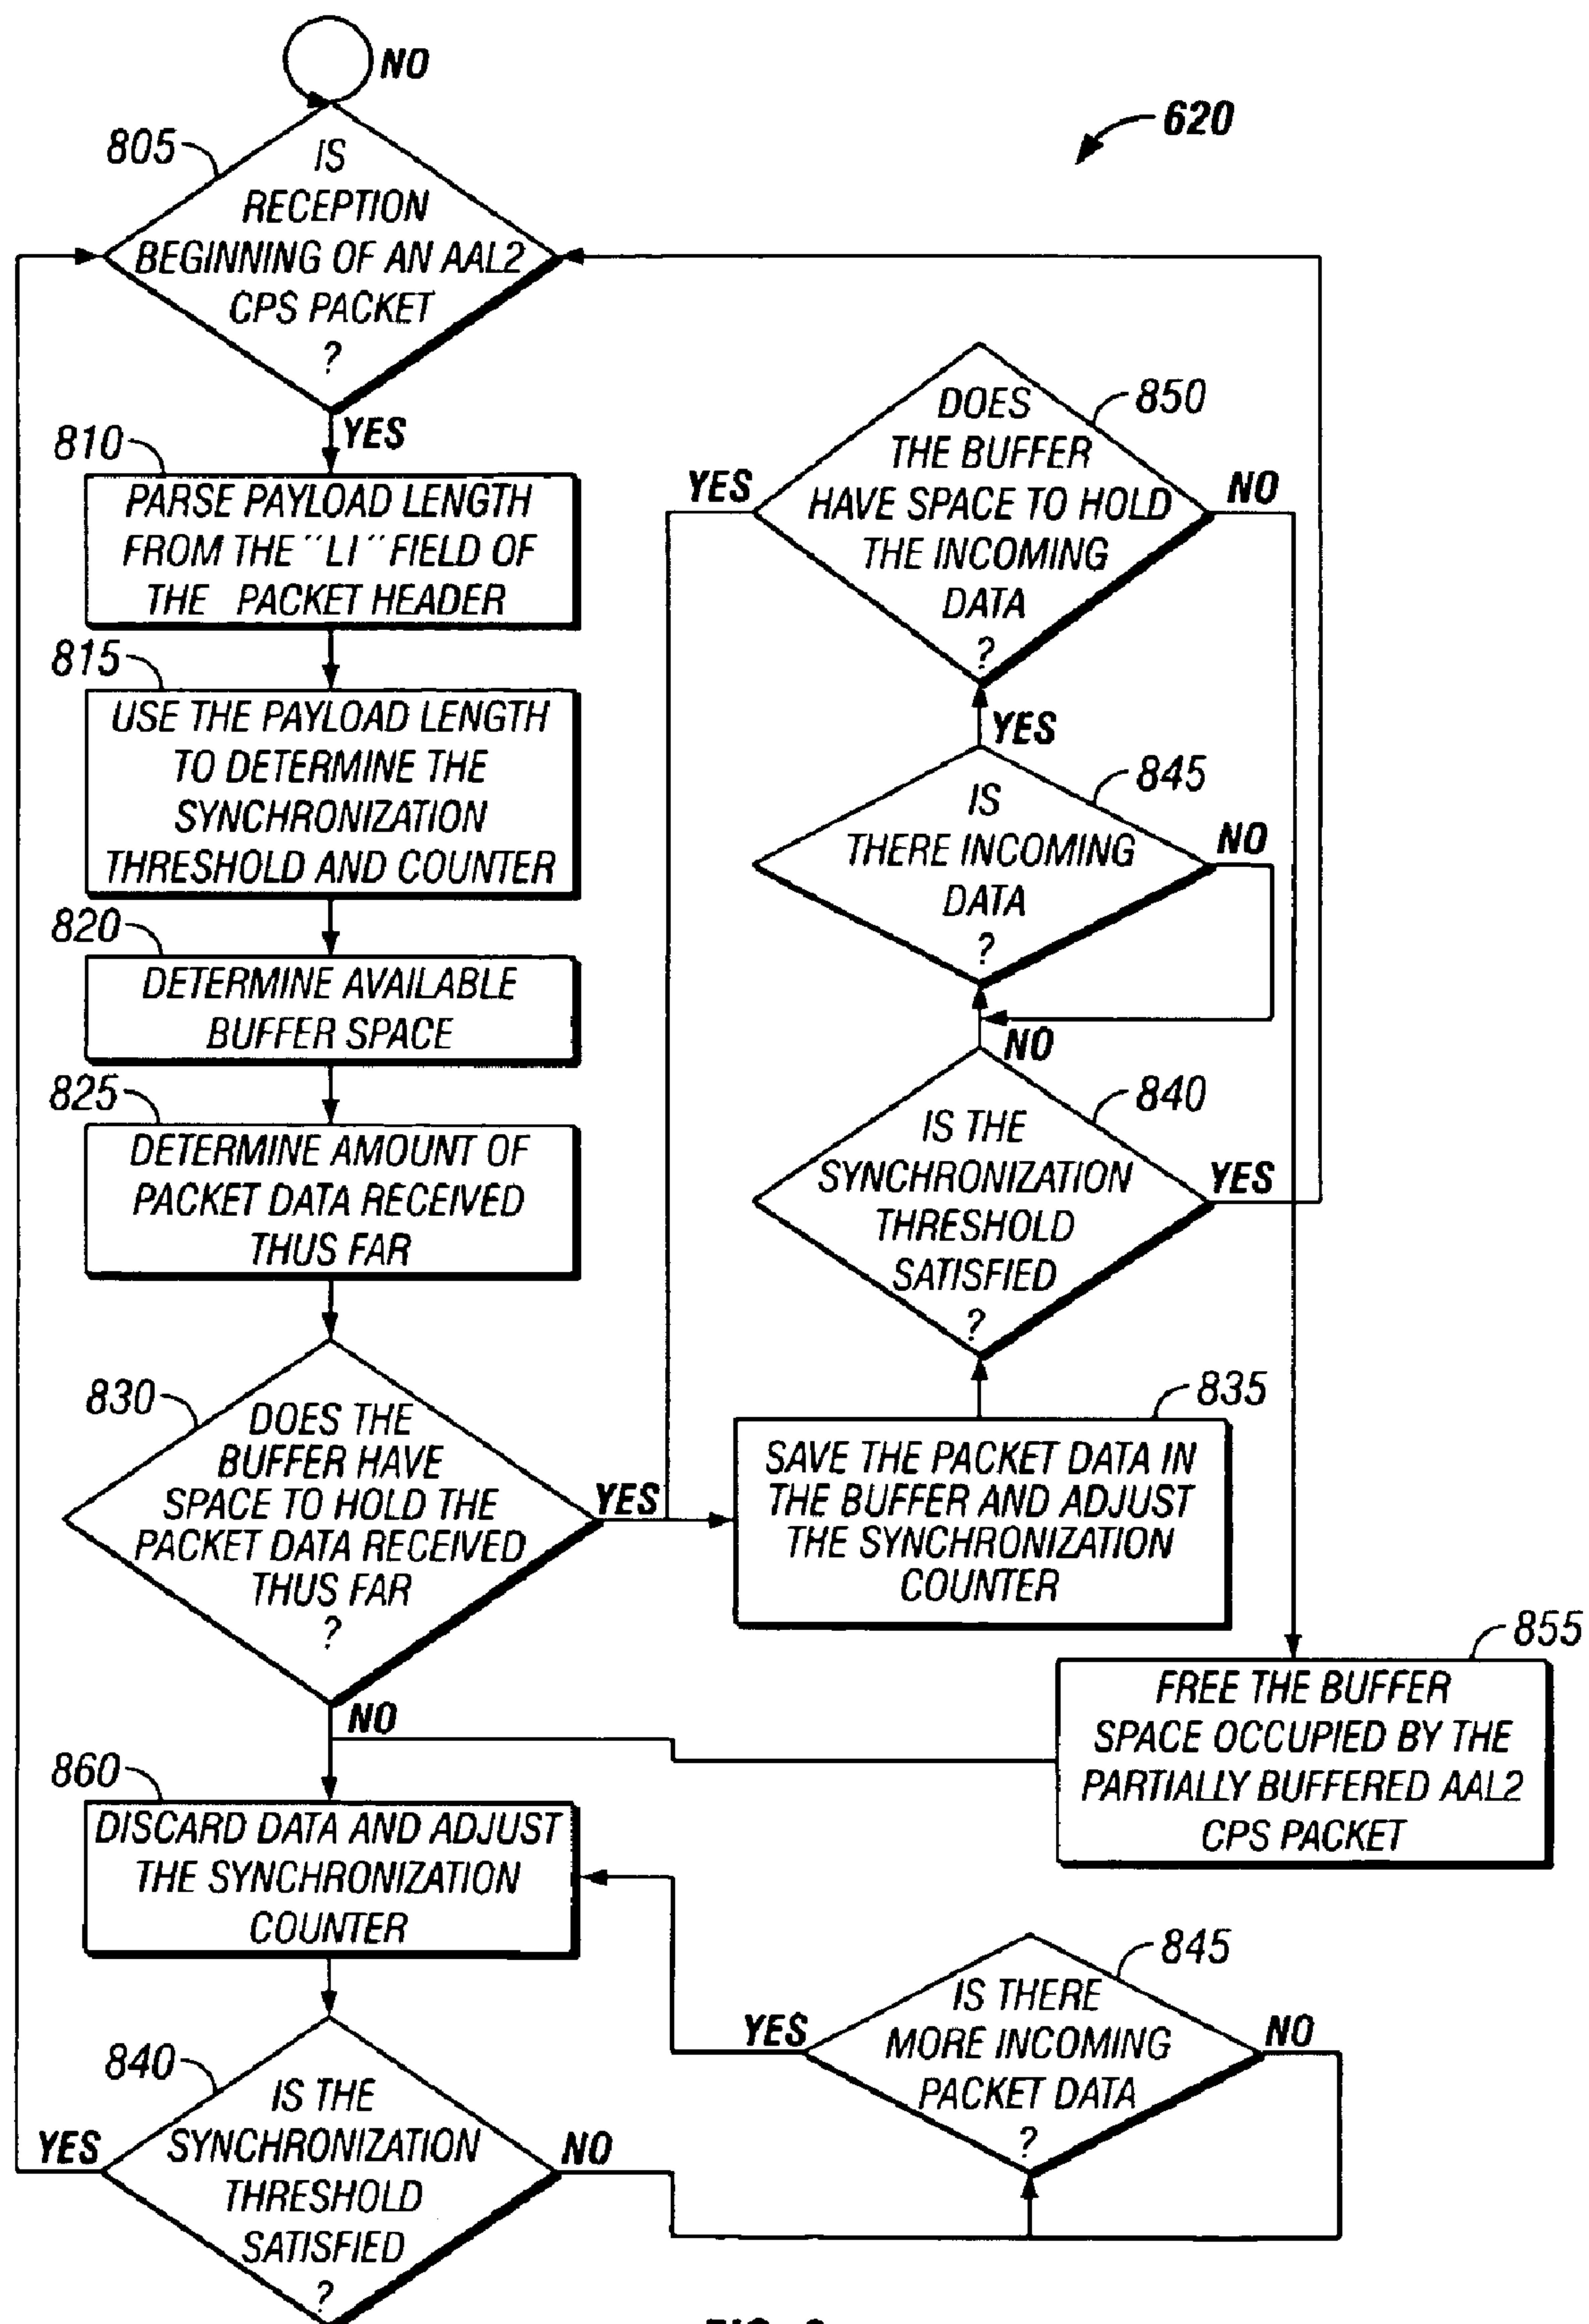 NO
620
805
IS
RECEPTION
BEGINNING OF AN AAL2
CPS PACKET
?
YES
810
PARSE PAYLOAD LENGTH
FROM THE "LI" FIELD OF
THE PACKET HEADER
815
USE THE PAYLOAD LENGTH
TO DETERMINE THE
SYNCHRONIZATION
THRESHOLD AND COUNTER
820
DETERMINE AVAILABLE
BUFFER SPACE
825
DETERMINE AMOUNT OF
PACKET DATA RECEIVED
THUS FAR
830
DOES THE
BUFFER HAVE
SPACE TO HOLD THE
PACKET DATA RECEIVED
THUS FAR
?
YES
NO
850
DOES
THE BUFFER
HAVE SPACE TO HOLD
THE INCOMING
DATA
?
YES
NO
YES
845
IS
THERE INCOMING
DATA
?
NO
NO
840
IS THE
SYNCHRONIZATION
THRESHOLD
SATISFIED
?
YES
835
SAVE THE PACKET DATA IN
THE BUFFER AND ADJUST
THE SYNCHRONIZATION
COUNTER
855
FREE THE BUFFER
SPACE OCCUPIED BY THE
PARTIALLY BUFFERED AAL2
CPS PACKET
860
DISCARD DATA AND ADJUST
THE SYNCHRONIZATION
COUNTER
845
IS THERE
MORE INCOMING
PACKET DATA
?
YES
NO
840
IS THE
SYNCHRONIZATION
THRESHOLD
SATISFIED
?
YES
NO